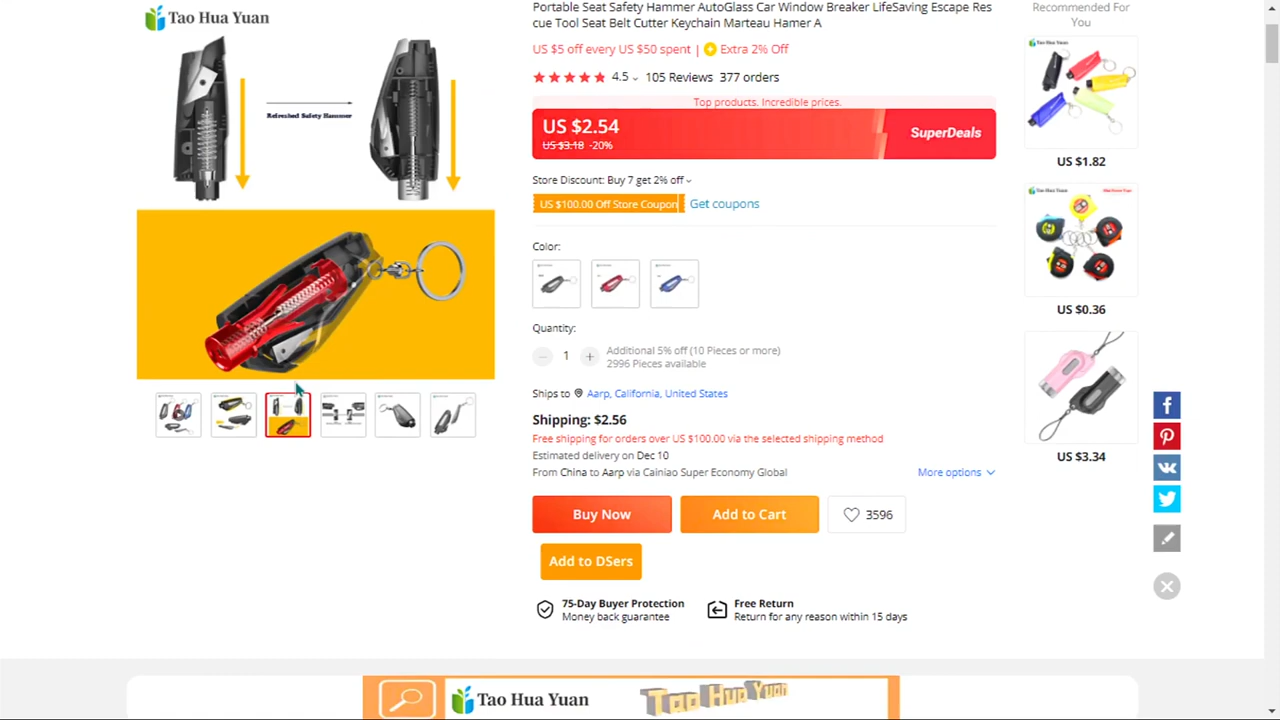 Tao Hua Yuan
Refreshed Safety Hammer
Portable Seat Safety Hammer AutoGlass Car Window Breaker LifeSaving Escape Res
cue Tool Seat Belt Cutter Keychain Marteau Hamer A
US $5 off every US $50 spent | Extra 2% Off
4.5 105 Reviews 377 orders
Top products. Incredible prices.
US $2.54
US $3.18 -20%
SuperDeals
Store Discount: Buy 7 get 2% off
US $100.00 Off Store Coupon Get coupons
Color:
Quantity:
1
Additional 5% off (10 Pieces or more)
2996 Pieces available
Ships to Aarp, California, United States
Shipping: $2.56
Free shipping for orders over US $100.00 via the selected shipping method
Estimated delivery on Dec 10
From China to Aarp via Cainiao Super Economy Global More options
Buy Now
Add to Cart
3596
Add to DSers
75-Day Buyer Protection
Money back guarantee
Free Return
Return for any reason within 15 days
Recommended For
You
Tao Hua Yuan
US $1.82
Tao Hua Yuan
US $0.36
US $3.34
Tao Hua Yuan
Tao Hua Yuan